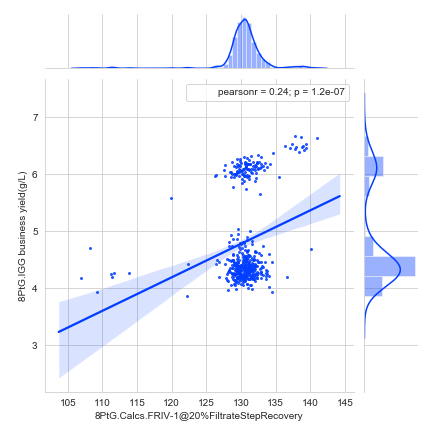 pearsonr = 0.24; p = 1.2e-07
8PtG.IGG business yield(g/L)
7
6
5
4
3
105 110 115 120 125 130 135 140 145
8PtG.Calcs.FRIV-1@20%FiltrateStepRecovery